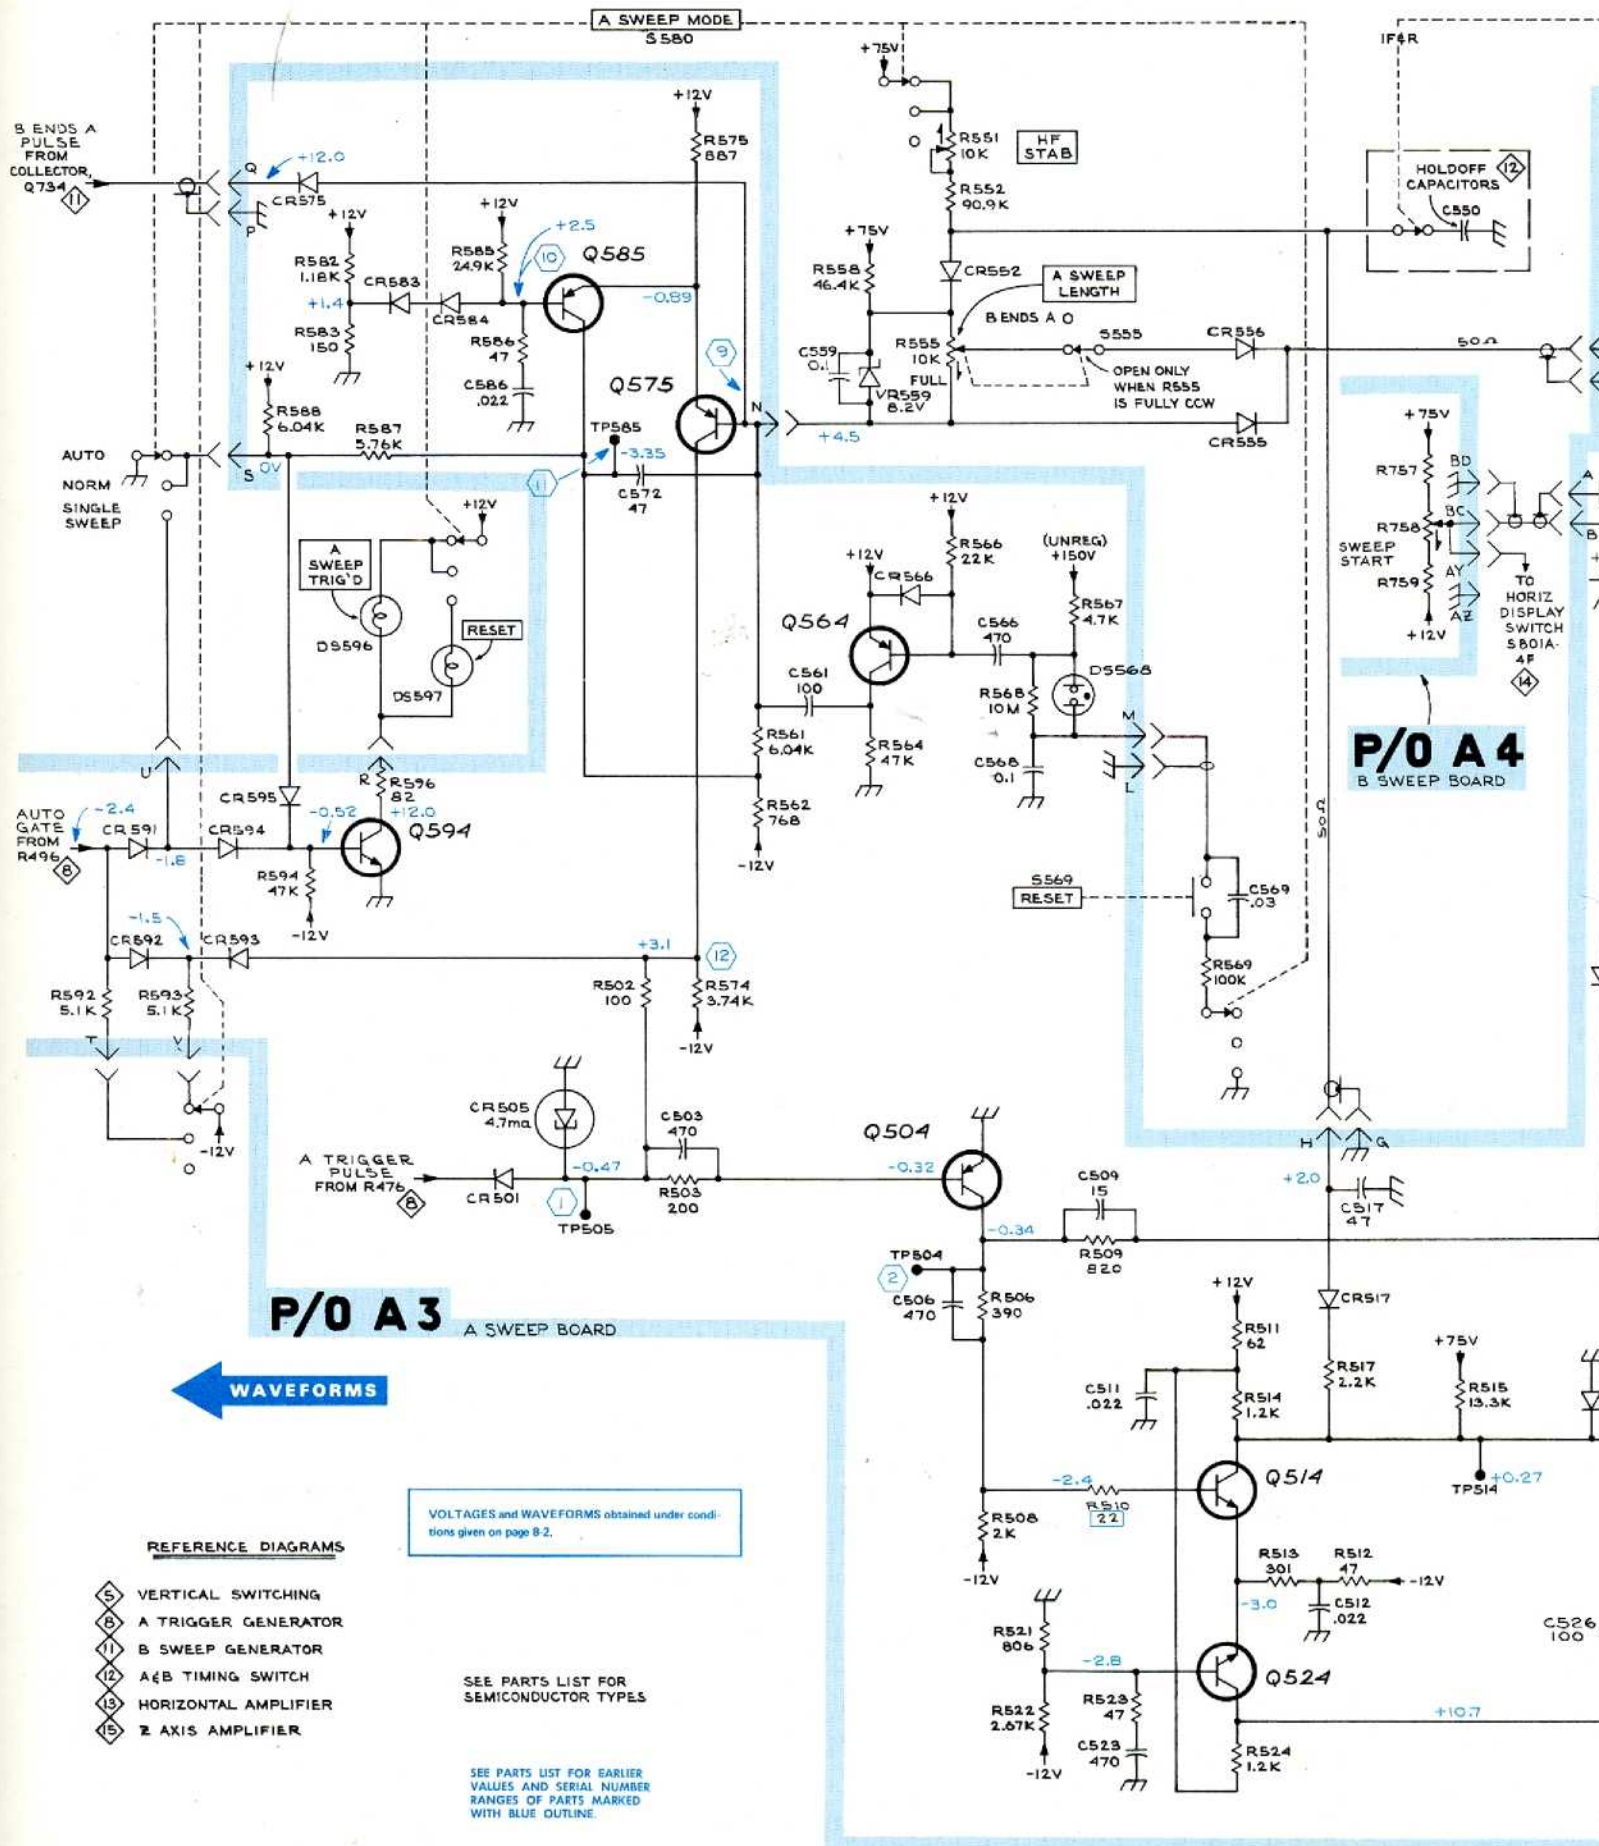 A SWEEP MODE
S580
IF4R
+75V
+12V
B ENDS A
PULSE
FROM
COLLECTOR,
Q734
11
+12.0
Q
CR575
P
R575
887
R551
10K
HF
STAB
R552
90.9K
HOLDOFF
CAPACITORS
12
C550
+12V
+12V
+2.5
R582
1.18K
R585
24.9K
10
Q585
CR583
+1.4
CR584
-0.89
R583
150
R586
47
C586
.022
+75V
R558
46.4K
CR552
A SWEEP
LENGTH
B ENDS A
R555
10K
S555
CR556
50Ω
C559
0.1
FULL
OPEN ONLY
WHEN R555
IS FULLY CCW
VR559
8.2V
CR555
+12V
R588
6.04K
R587
5.76K
Q575
9
N
+4.5
TP585
-3.35
11
C572
47
AUTO
NORM
SINGLE
SWEEP
S
0V
+12V
A
SWEEP
TRIG'D
DS596
RESET
DS597
+75V
R757
BD
A
R758
BC
B
SWEEP
START
R759
AY
AZ
+12V
TO
HORIZ
DISPLAY
SWITCH
S801A-
4F
14
+12V
R566
22K
+12V
CR566
(UNREG)
+150V
R567
4.7K
Q564
C566
470
C561
100
R568
10M
DS568
R561
6.04K
R564
47K
C568
0.1
M
L
P/O A4
B SWEEP BOARD
U
R
R596
82
CR595
+12.0
R562
768
-12V
AUTO
GATE
FROM
R496
8
-2.4
CR591
CR594
-0.52
Q594
-1.8
R594
47K
-12V
50Ω
S569
RESET
C569
.03
R569
100K
-1.5
CR592
CR593
+3.1
12
R592
5.1K
R593
5.1K
R502
100
R574
3.74K
-12V
T
V
-12V
CR505
4.7ma
C503
470
A TRIGGER
PULSE
FROM R476
8
CR501
-0.47
1
TP505
R503
200
Q504
-0.32
-0.34
C509
15
R509
820
H
G
+2.0
C517
47
TP504
2
C506
470
R506
390
+12V
R511
62
CR517
R517
2.2K
+75V
R515
13.3K
P/O A3
A SWEEP BOARD
WAVEFORMS
C511
.022
R514
1.2K
Q514
TP514
+0.27
-2.4
R510
22
R508
2K
-12V
VOLTAGES and WAVEFORMS obtained under condi-
tions given on page 8-2.
R513
301
R512
47
-12V
-3.0
C512
.022
C526
100
REFERENCE DIAGRAMS
5 VERTICAL SWITCHING
8 A TRIGGER GENERATOR
11 B SWEEP GENERATOR
12 A&B TIMING SWITCH
13 HORIZONTAL AMPLIFIER
15 Z AXIS AMPLIFIER
R521
806
-2.8
Q524
R522
2.67K
R523
47
C523
470
-12V
+10.7
R524
1.2K
SEE PARTS LIST FOR
SEMICONDUCTOR TYPES
SEE PARTS LIST FOR EARLIER
VALUES AND SERIAL NUMBER
RANGES OF PARTS MARKED
WITH BLUE OUTLINE.